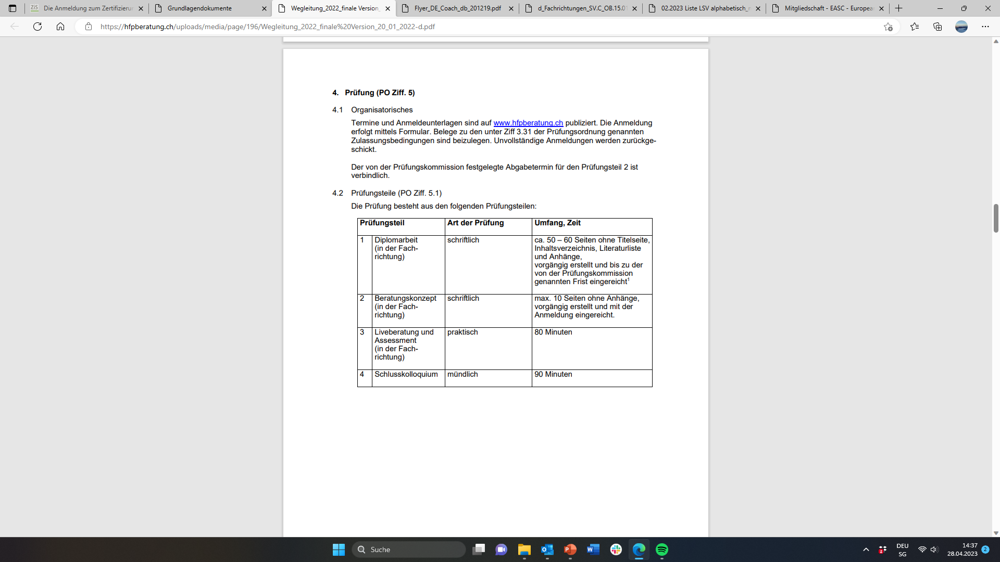 ZiS
Die Anmeldung zum Zertifizierun
Grundlagendokumente
Wegleitung_2022_finale Version_
Flyer_DE_Coach_db_201219.pdf
d_Fachrichtungen_SV.C_OB.15.01
02.2023 Liste LSV alphabetisch_n
Mitgliedschaft - EASC - European
https://hfpberatung.ch/uploads/media/page/196/Wegleitung_2022_finale%20Version_20_01_2022-d.pdf
4. Prüfung (PO Ziff. 5)
4.1 Organisatorisches
Termine und Anmeldeunterlagen sind auf www.hfpberatung.ch publiziert. Die Anmeldung
erfolgt mittels Formular. Belege zu den unter Ziff 3.31 der Prüfungsordnung genannten
Zulassungsbedingungen sind beizulegen. Unvollständige Anmeldungen werden zurückge-
schickt.
Der von der Prüfungskommission festgelegte Abgabetermin für den Prüfungsteil 2 ist
verbindlich.
4.2 Prüfungsteile (PO Ziff. 5.1)
Die Prüfung besteht aus den folgenden Prüfungsteilen:
Prüfungsteil Art der Prüfung Umfang, Zeit
1 Diplomarbeit schriftlich ca. 50 – 60 Seiten ohne Titelseite,
(in der Fach- Inhaltsverzeichnis, Literaturliste
richtung) und Anhänge,
vorgängig erstellt und bis zu der
von der Prüfungskommission
genannten Frist eingereicht¹
2 Beratungskonzept schriftlich max. 10 Seiten ohne Anhänge,
(in der Fach- vorgängig erstellt und mit der
richtung) Anmeldung eingereicht.
3 Liveberatung und praktisch 80 Minuten
Assessment
(in der Fach-
richtung)
4 Schlusskolloquium mündlich 90 Minuten
Suche
DEU
SG
14:37
28.04.2023
2